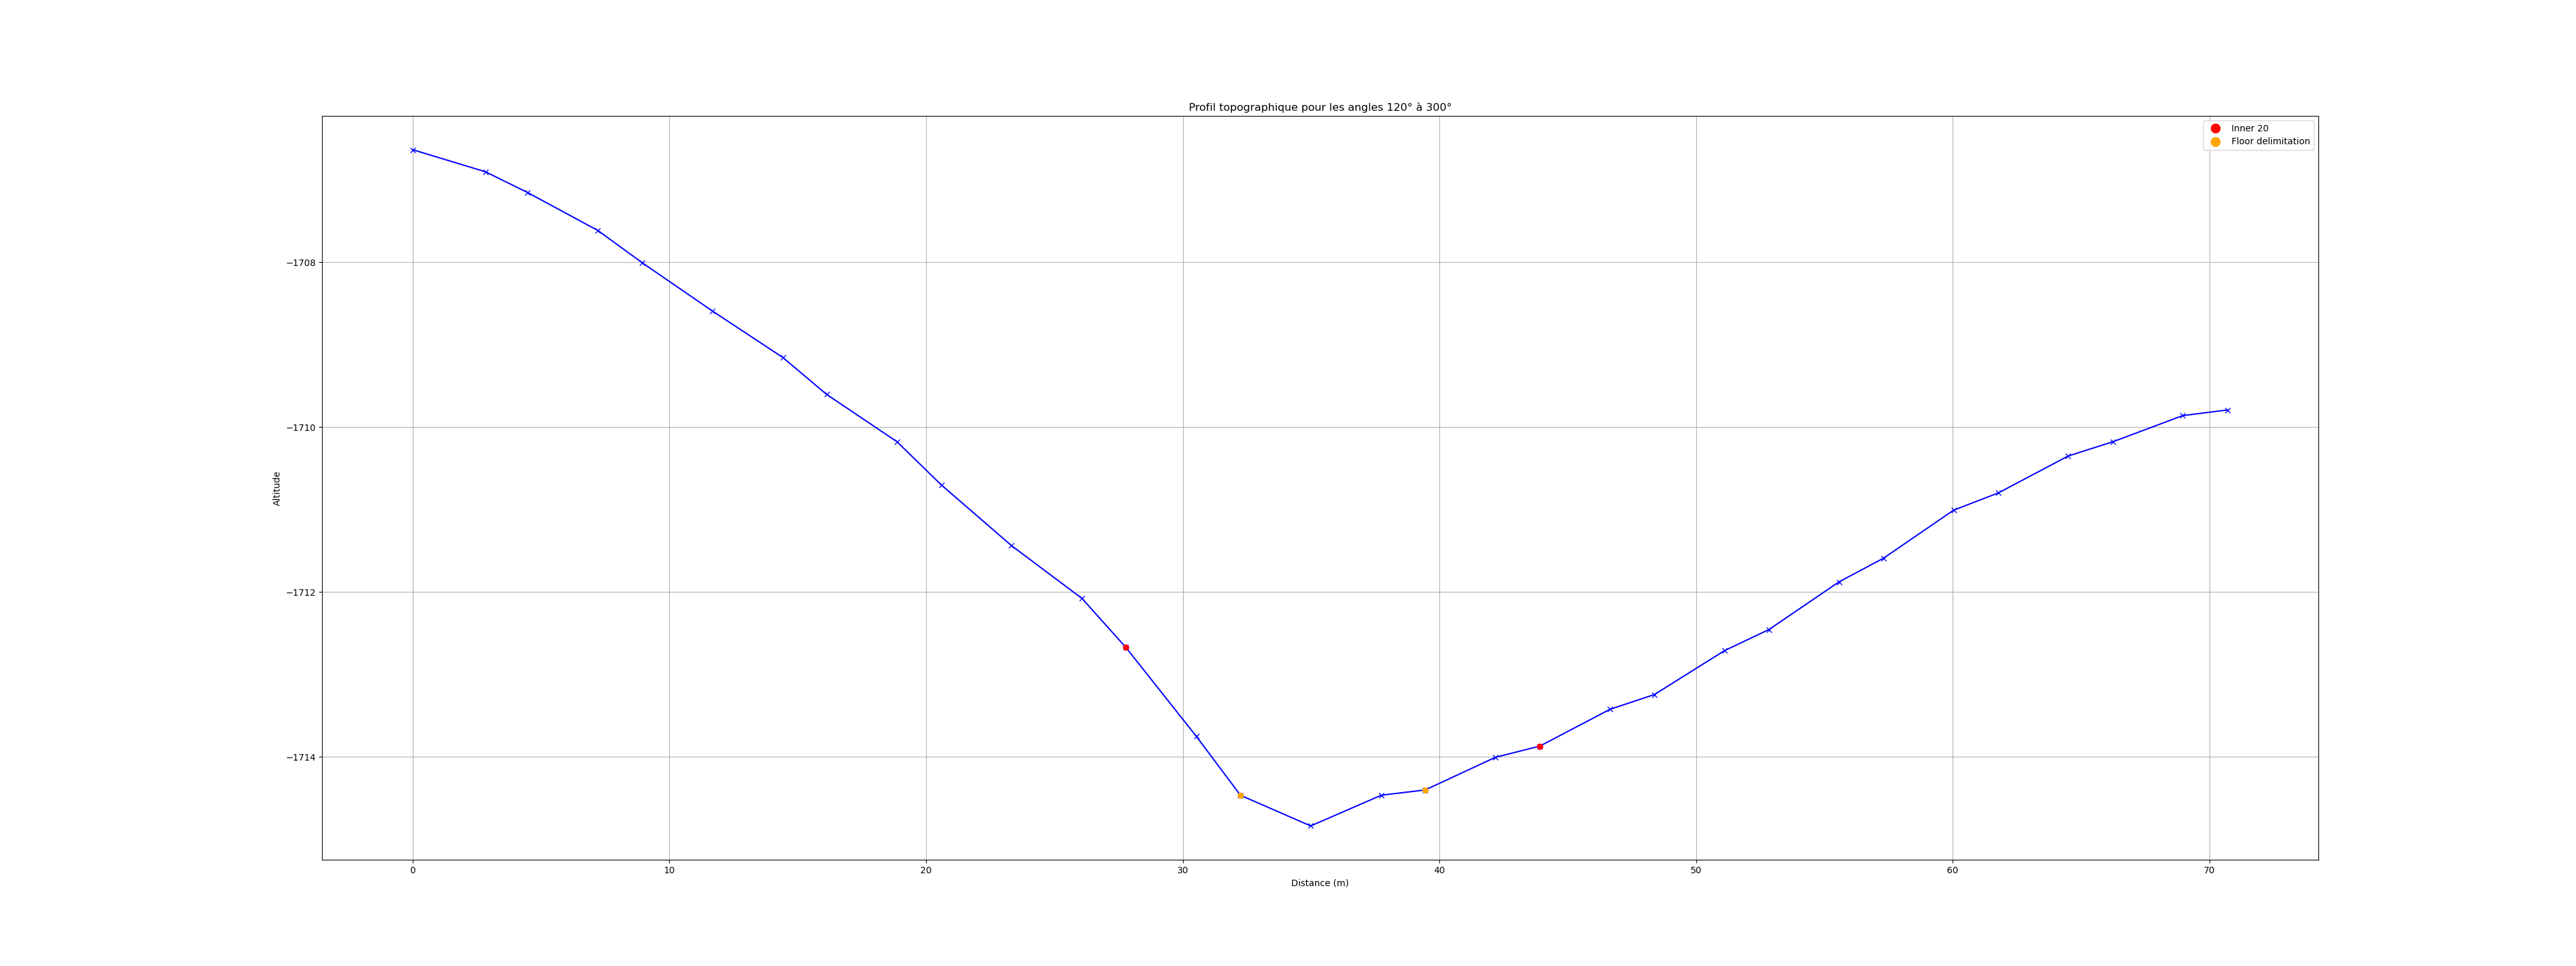 Profil topographique pour les angles 120° à 300°
Inner 20
Floor delimitation
Altitude
−1708
−1710
−1712
−1714
0 10 20 30 40 50 60 70
Distance (m)